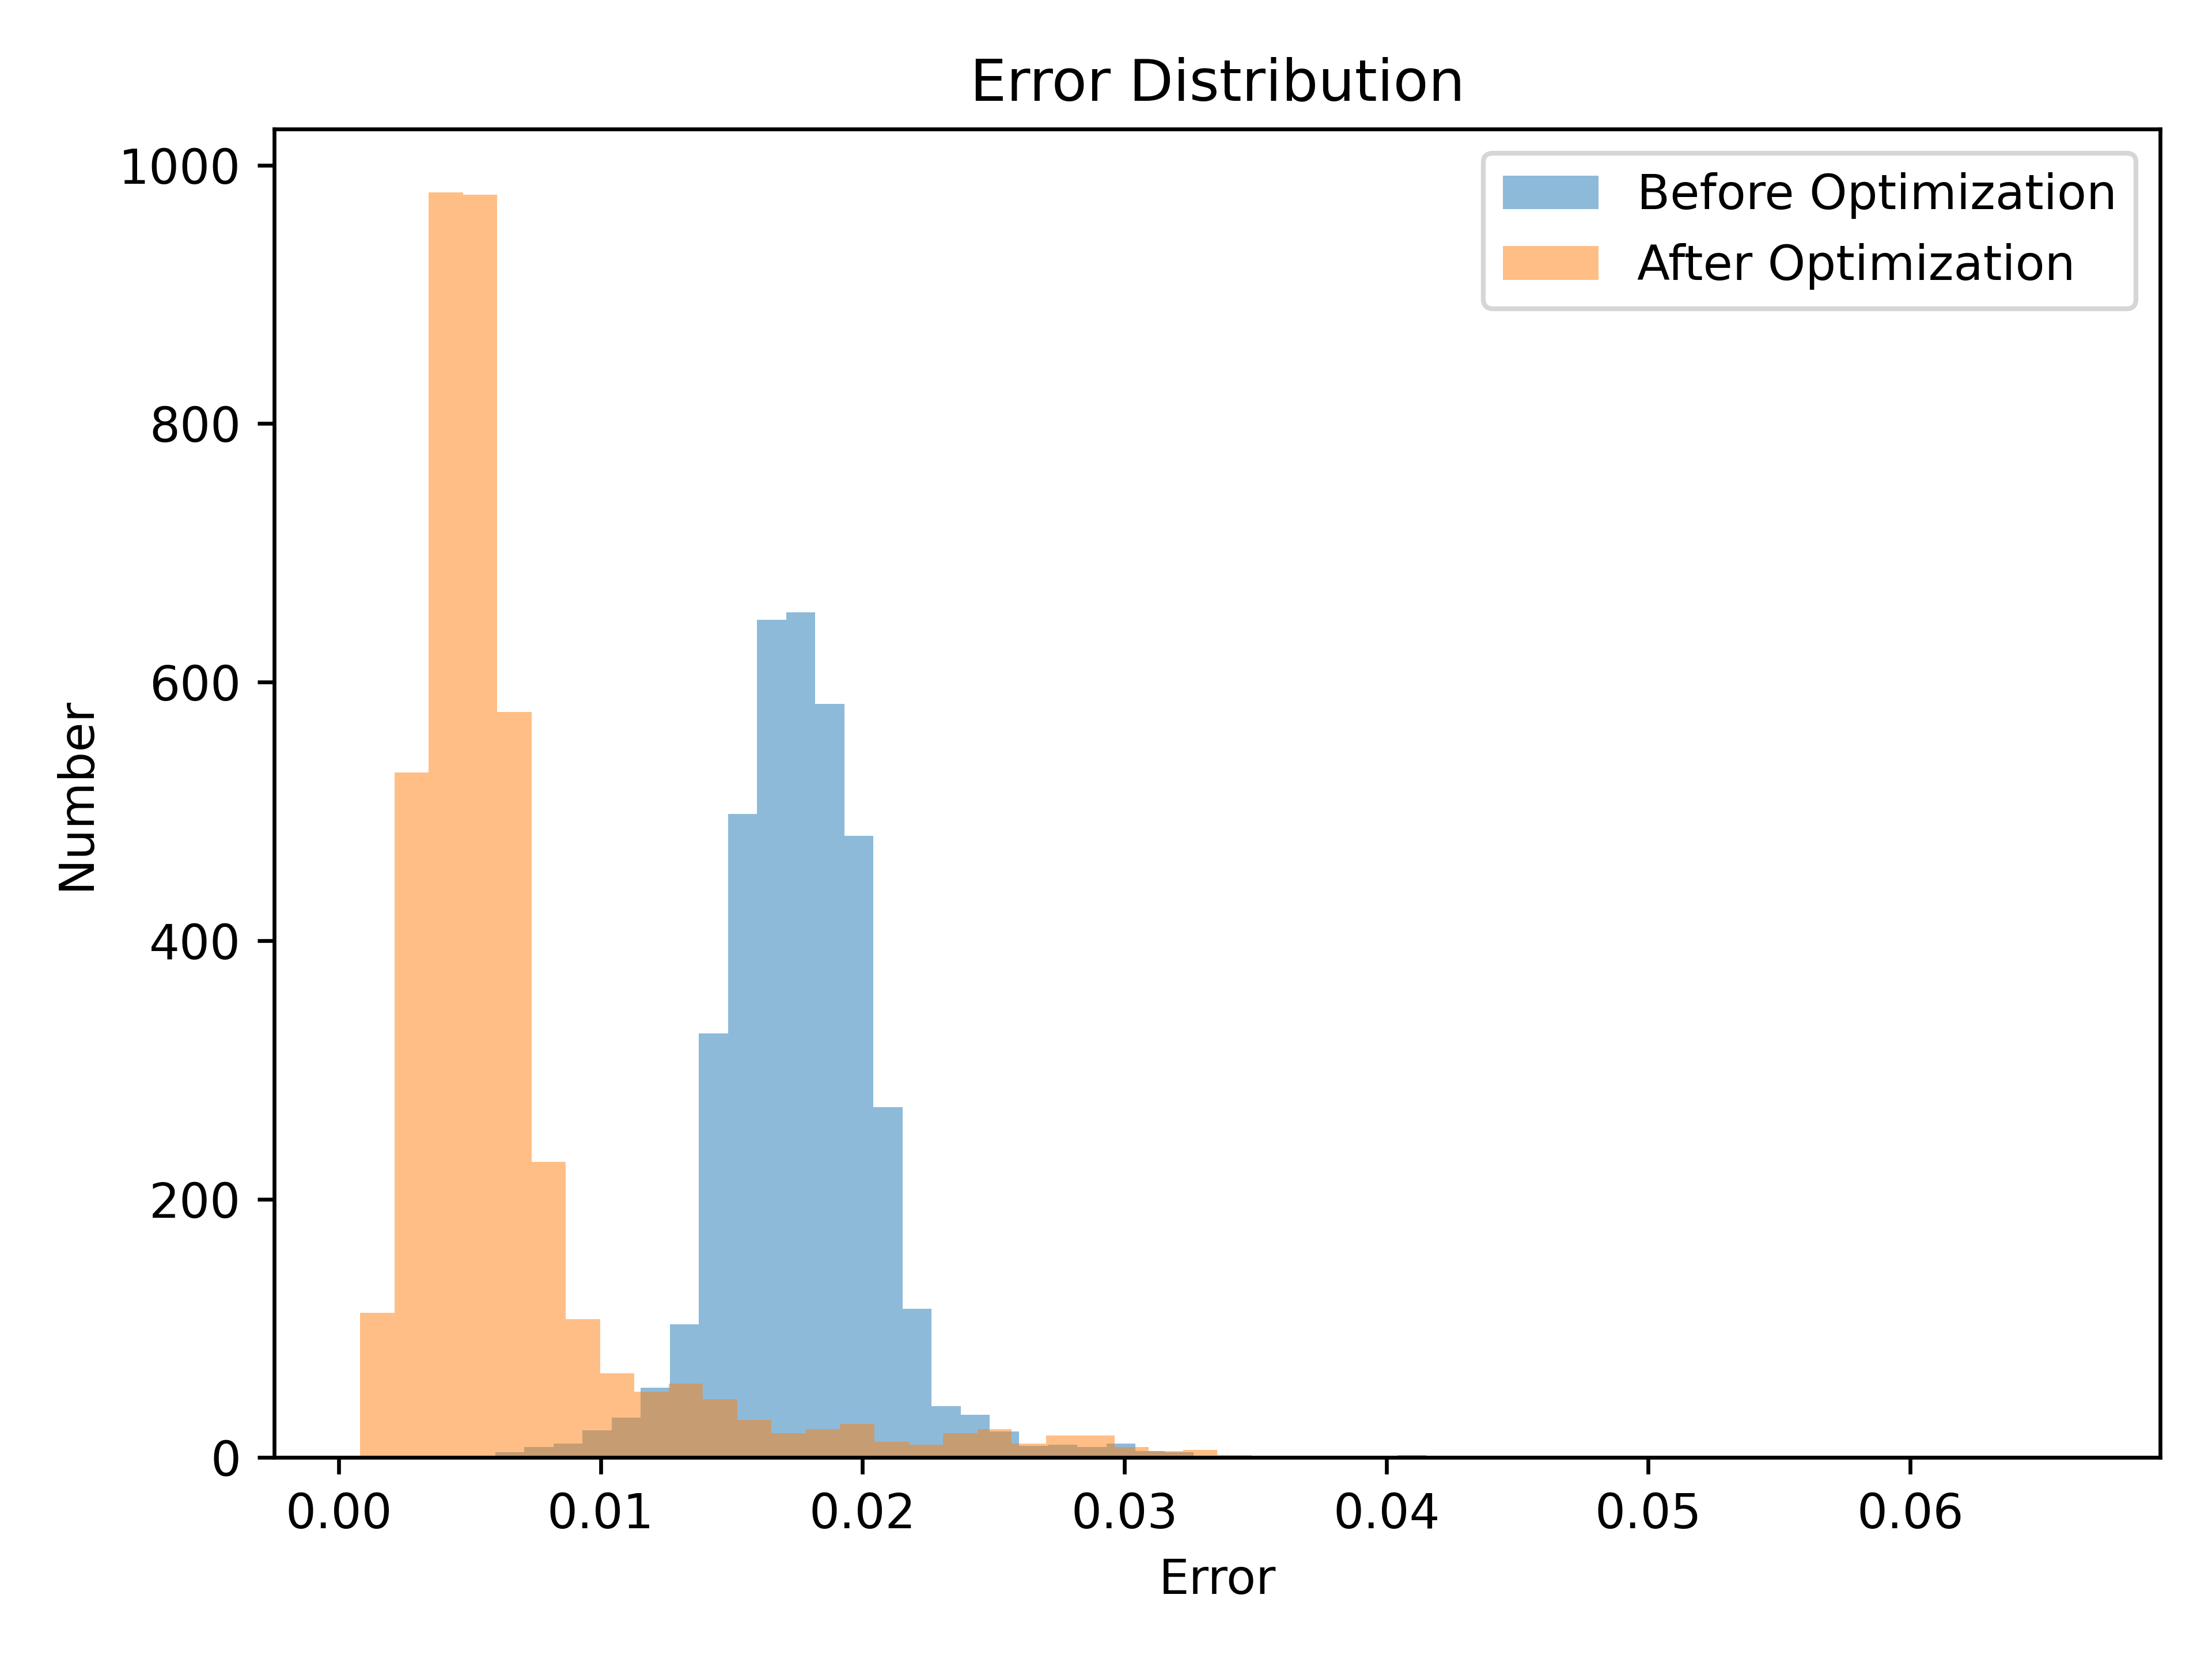 Error Distribution
1000
800
600
400
200
0
Number
Before Optimization
After Optimization
0.00 0.01 0.02 0.03 0.04 0.05 0.06
Error